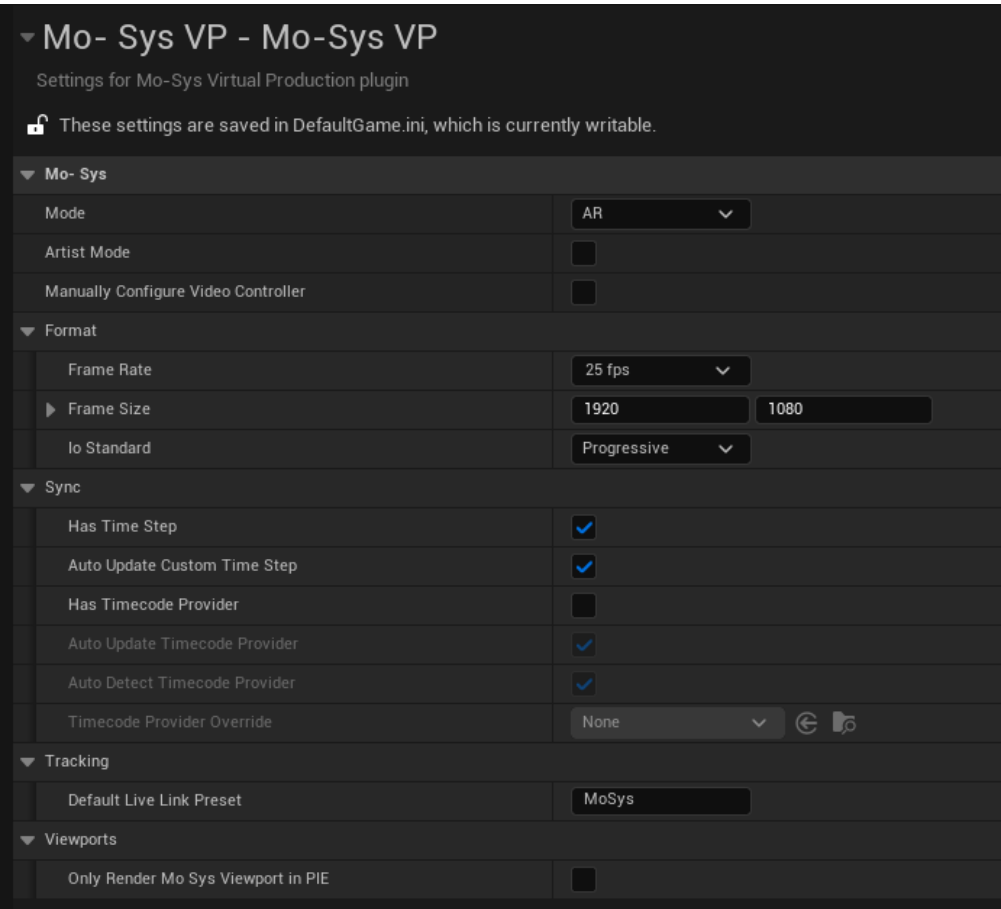 Mo- Sys VP - Mo-Sys VP
Settings for Mo-Sys Virtual Production plugin
These settings are saved in DefaultGame.ini, which is currently writable.
Mo- Sys
Mode AR
Artist Mode
Manually Configure Video Controller
Format
Frame Rate 25 fps
Frame Size 1920 1080
Io Standard Progressive
Sync
Has Time Step
Auto Update Custom Time Step
Has Timecode Provider
Auto Update Timecode Provider
Auto Detect Timecode Provider
Timecode Provider Override None
Tracking
Default Live Link Preset MoSys
Viewports
Only Render Mo Sys Viewport in PIE